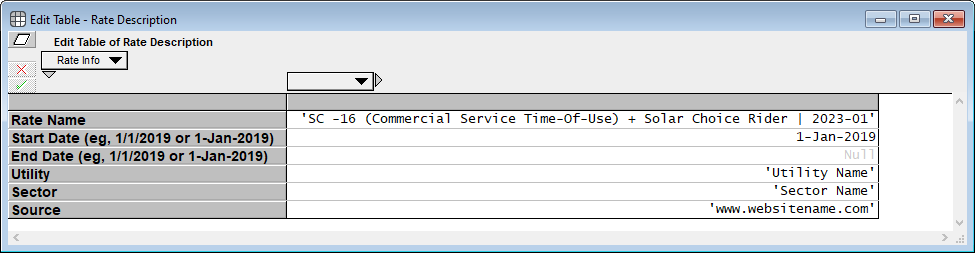 Edit Table - Rate Description
Edit Table of Rate Description
Rate Info
Rate Name 'SC -16 (Commercial Service Time-Of-Use) + Solar Choice Rider | 2023-01'
Start Date (eg, 1/1/2019 or 1-Jan-2019) 1-Jan-2019
End Date (eg, 1/1/2019 or 1-Jan-2019) Null
Utility 'Utility Name'
Sector 'Sector Name'
Source 'www.websitename.com'